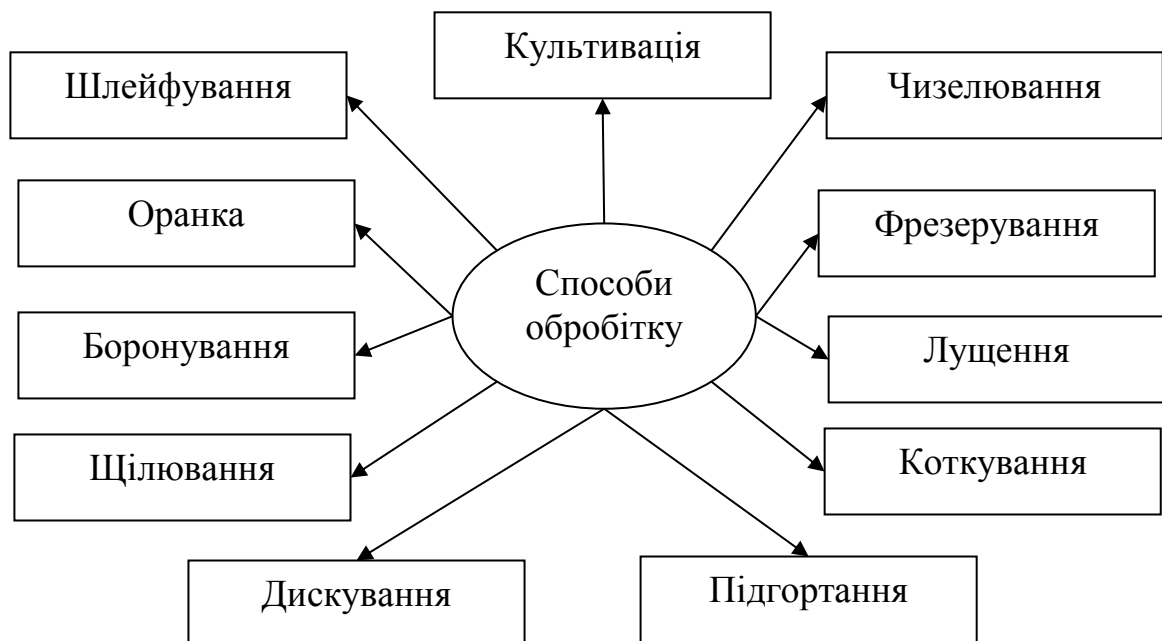 Культивація
Шлейфування
Чизелювання
Оранка
Фрезерування
Способи
обробітку
Боронування
Лущення
Щілювання
Коткування
Дискування
Підгортання